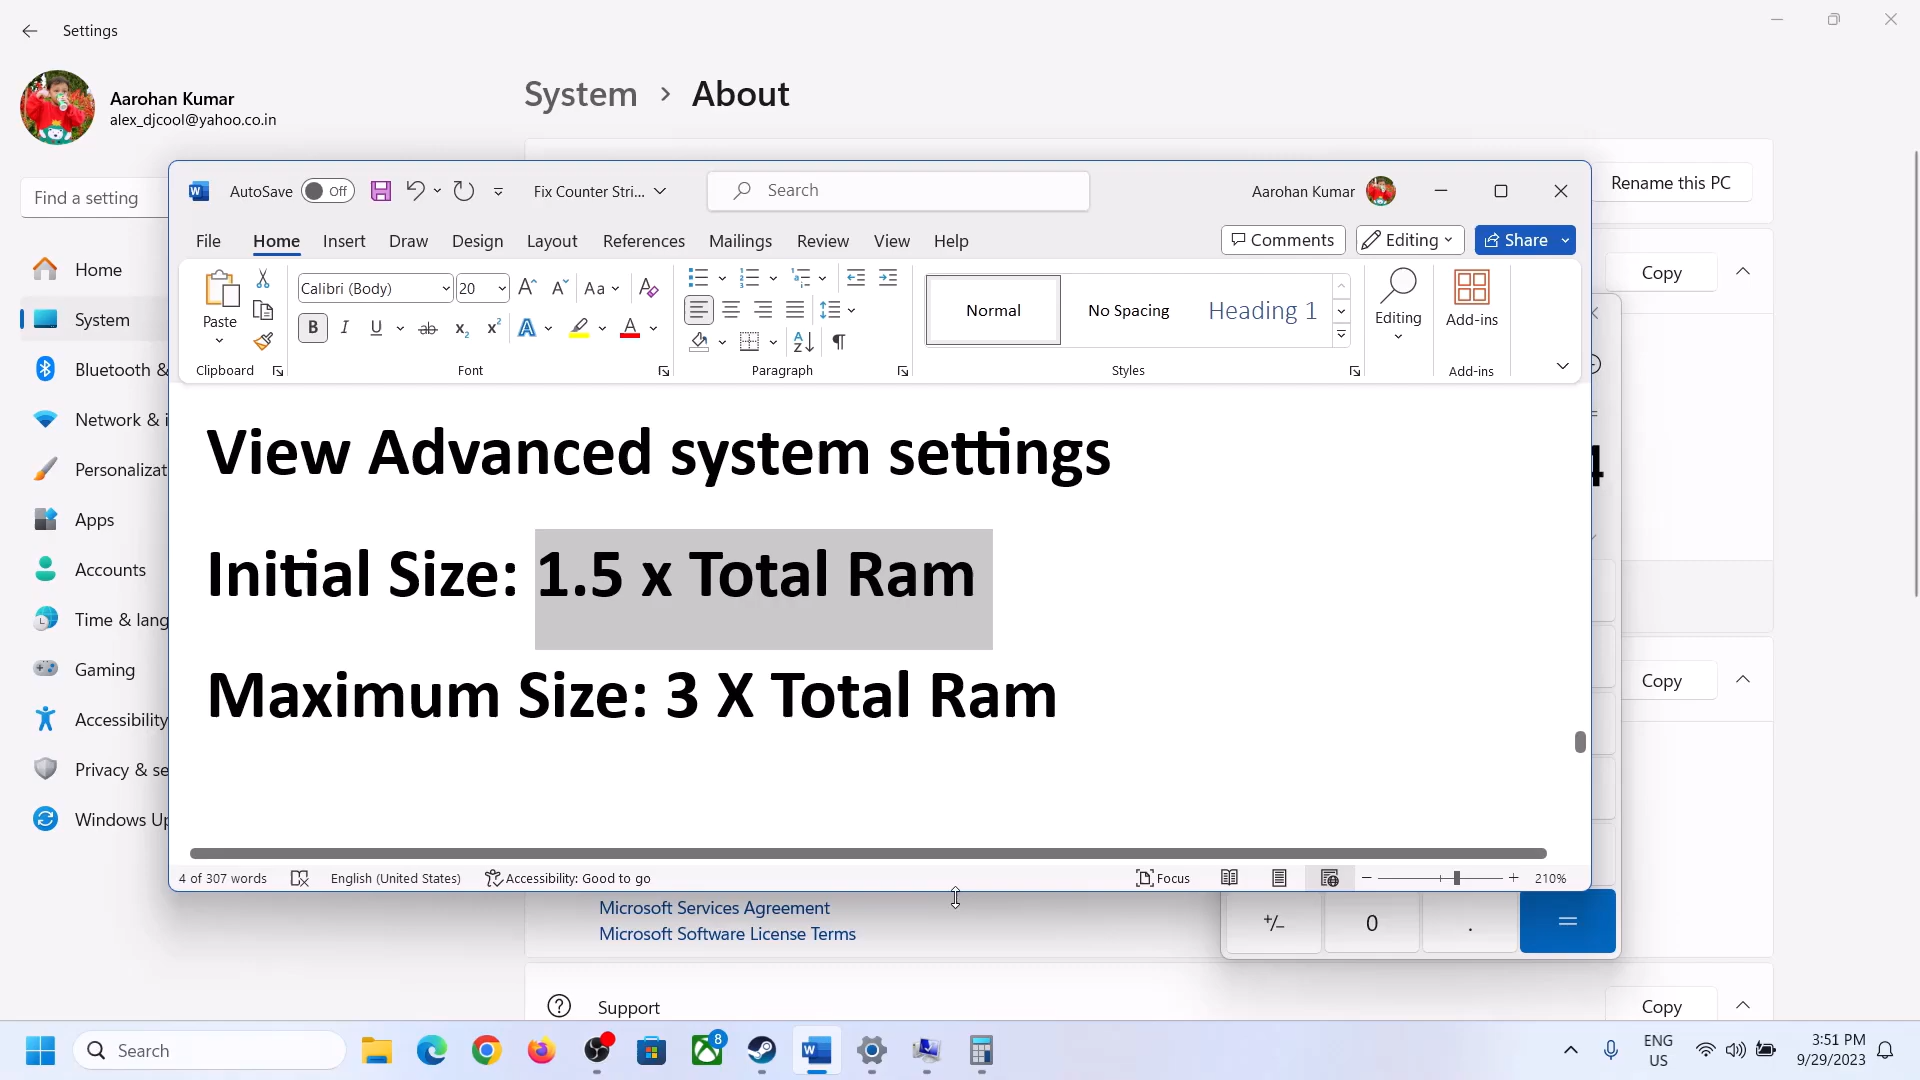 Settings
Aarohan Kumar
alex_djcool@yahoo.co.in
Find a setting
Home
System
Bluetooth &
Network & i
Personalizat
Apps
Accounts
Time & lang
Gaming
Accessibility
Privacy & se
Windows Up
System > About
Rename this PC
Copy
AutoSave Off
Fix Counter Stri...
Search
Aarohan Kumar
File Home Insert Draw Design Layout References Mailings Review View Help
Comments Editing Share
Paste
Calibri (Body) 20
Normal No Spacing Heading 1
Editing
Add-ins
Clipboard Font Paragraph Styles Add-ins
View Advanced system settings
Initial Size: 1.5 x Total Ram
Maximum Size: 3 X Total Ram
4 of 307 words English (United States) Accessibility: Good to go Focus 210%
4
Copy
+/- 0 . =
Microsoft Services Agreement
Microsoft Software License Terms
Support
Copy
Search
8
ENG
US
3:51 PM
9/29/2023